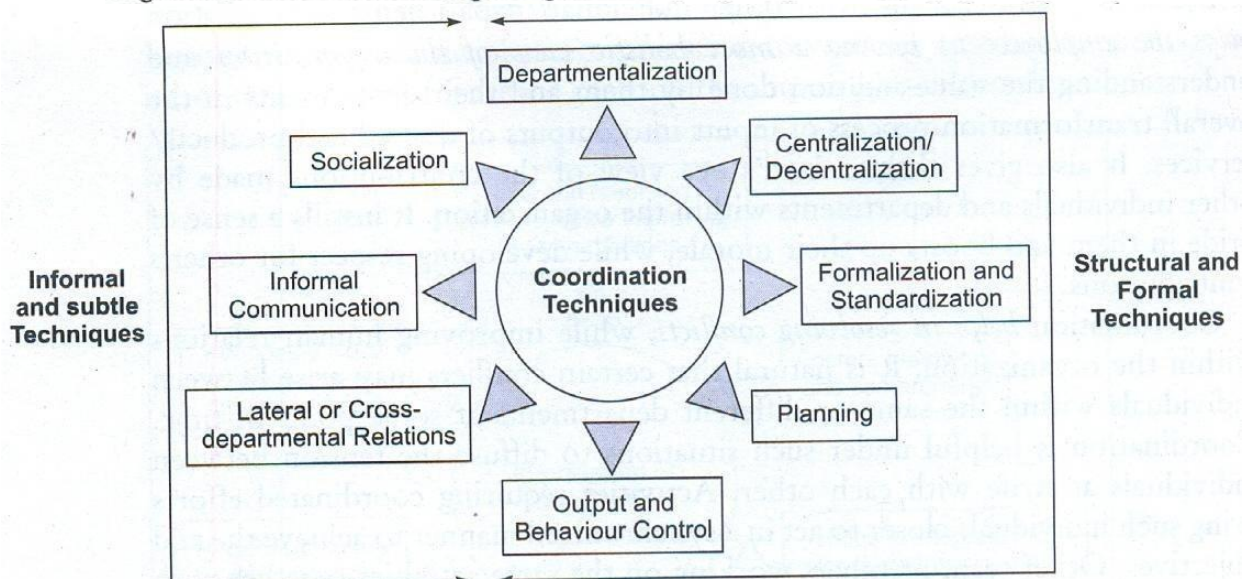 Departmentalization
Socialization
Centralization/
Decentralization
Informal
Communication
Coordination
Techniques
Formalization and
Standardization
Informal
and subtle
Techniques
Structural and
Formal
Techniques
Lateral or Cross-
departmental Relations
Planning
Output and
Behaviour Control